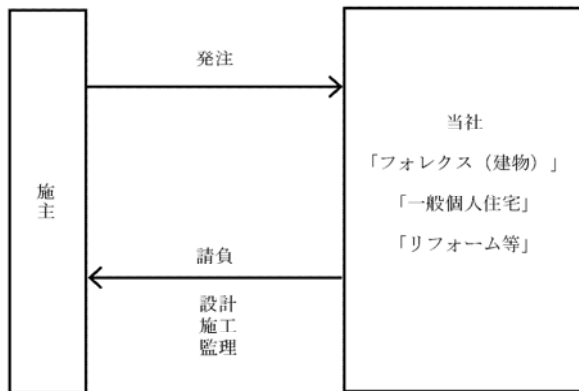 発注
当社
「フォレクス（建物）」
施主
「一般個人住宅」
「リフォーム等」
請負
設計
施工
監理